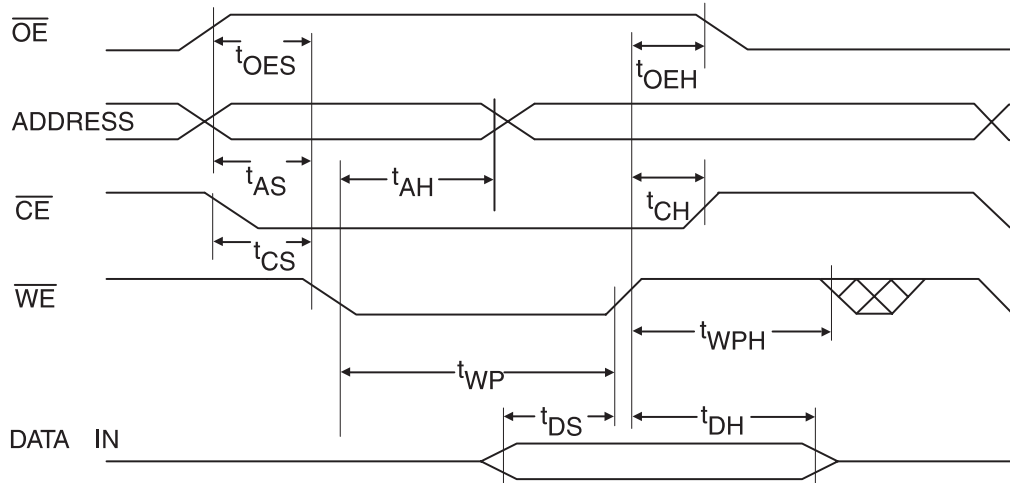 OE
tOES
tOEH
ADDRESS
tAS
tAH
CE
tCH
tCS
WE
tWPH
tWP
DATA IN
tDS
tDH